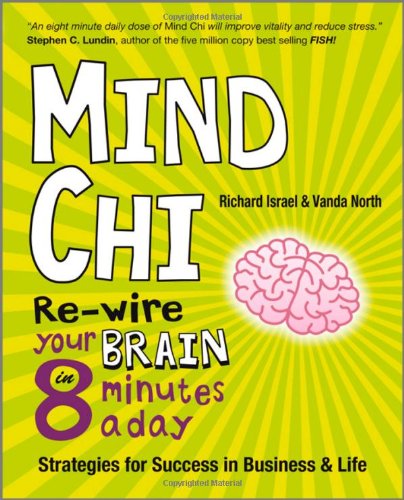 Copyrighted Material
"An eight minute daily dose of Mind Chi will improve vitality and reduce stress."
Stephen C. Lundin, author of the five million copy best selling FISH!
MIND
CHI
Richard Israel & Vanda North
Re-wire
your BRAIN
in 8 minutes
a day
Strategies for Success in Business & Life
Copyrighted Material